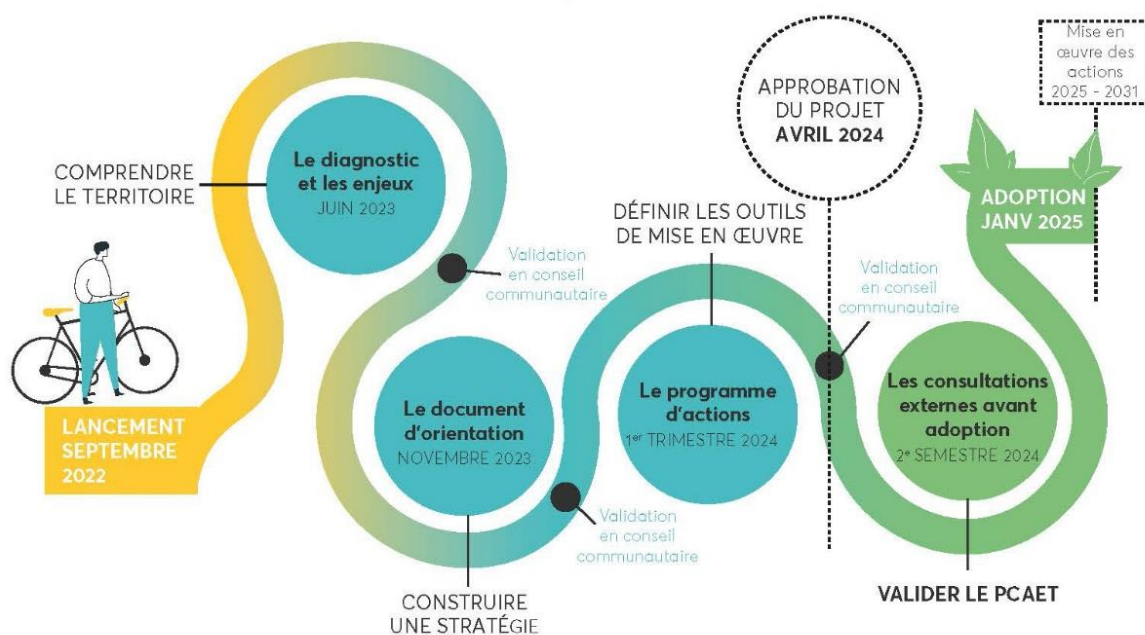 LANCEMENT
SEPTEMBRE
2022
COMPRENDRE
LE TERRITOIRE
Le diagnostic
et les enjeux
JUIN 2023
Validation
en conseil
communautaire
Le document
d'orientation
NOVEMBRE 2023
CONSTRUIRE
UNE STRATÉGIE
Validation
en conseil
communautaire
DÉFINIR LES OUTILS
DE MISE EN ŒUVRE
Le programme
d'actions
1er TRIMESTRE 2024
APPROBATION
DU PROJET
AVRIL 2024
Validation
en conseil
communautaire
Les consultations
externes avant
adoption
2e SEMESTRE 2024
VALIDER LE PCAET
ADOPTION
JANV 2025
Mise en
œuvre des
actions
2025 - 2031